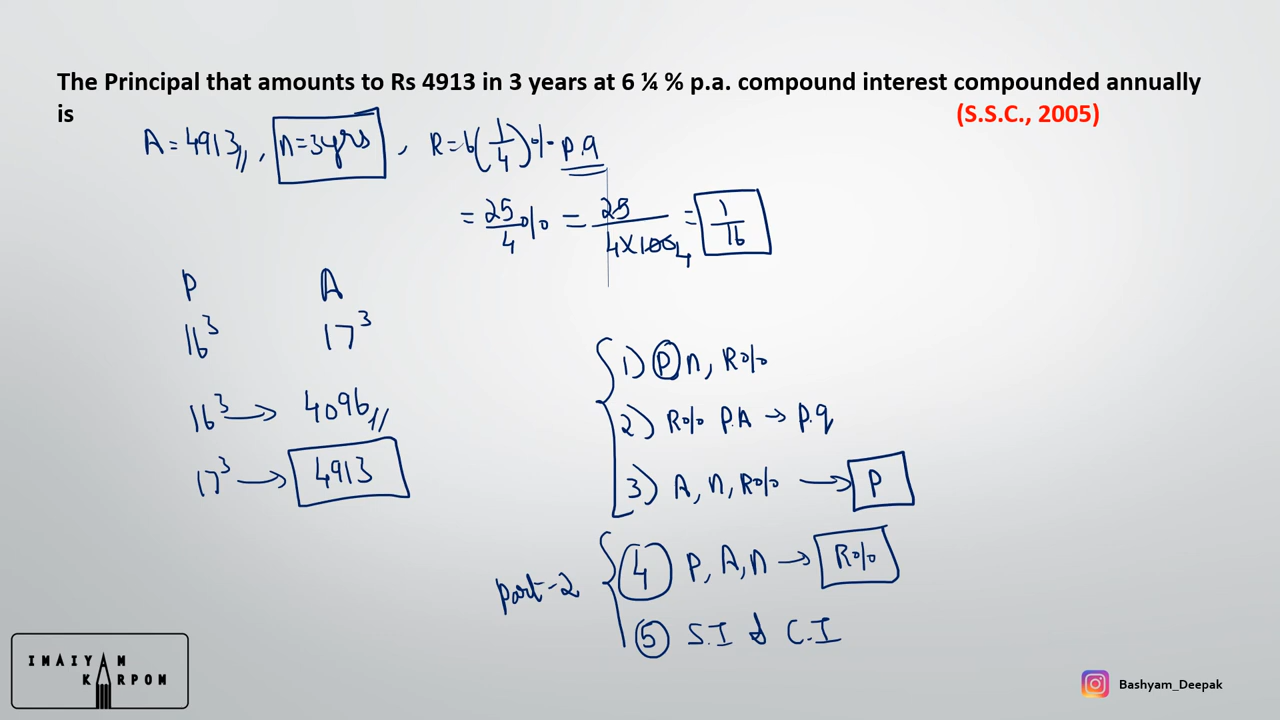 The Principal that amounts to Rs 4913 in 3 years at 6 ¼ % p.a. compound interest compounded annually
is (S.S.C., 2005)
A = 4913//, n=3yrs, R=6(1/4)% p.a
= 25/4 % = 25/(4×100) 4 = 1/16
P A
16³ 17³
16³ → 4096//
17³ → 4913
1) P n, R%
2) R% P.A → p.q
3) A, n, R% → P
part-2
4 P, A, n → R%
5 S.I & C.I
IMAIYAM
KARPOM
Bashyam_Deepak